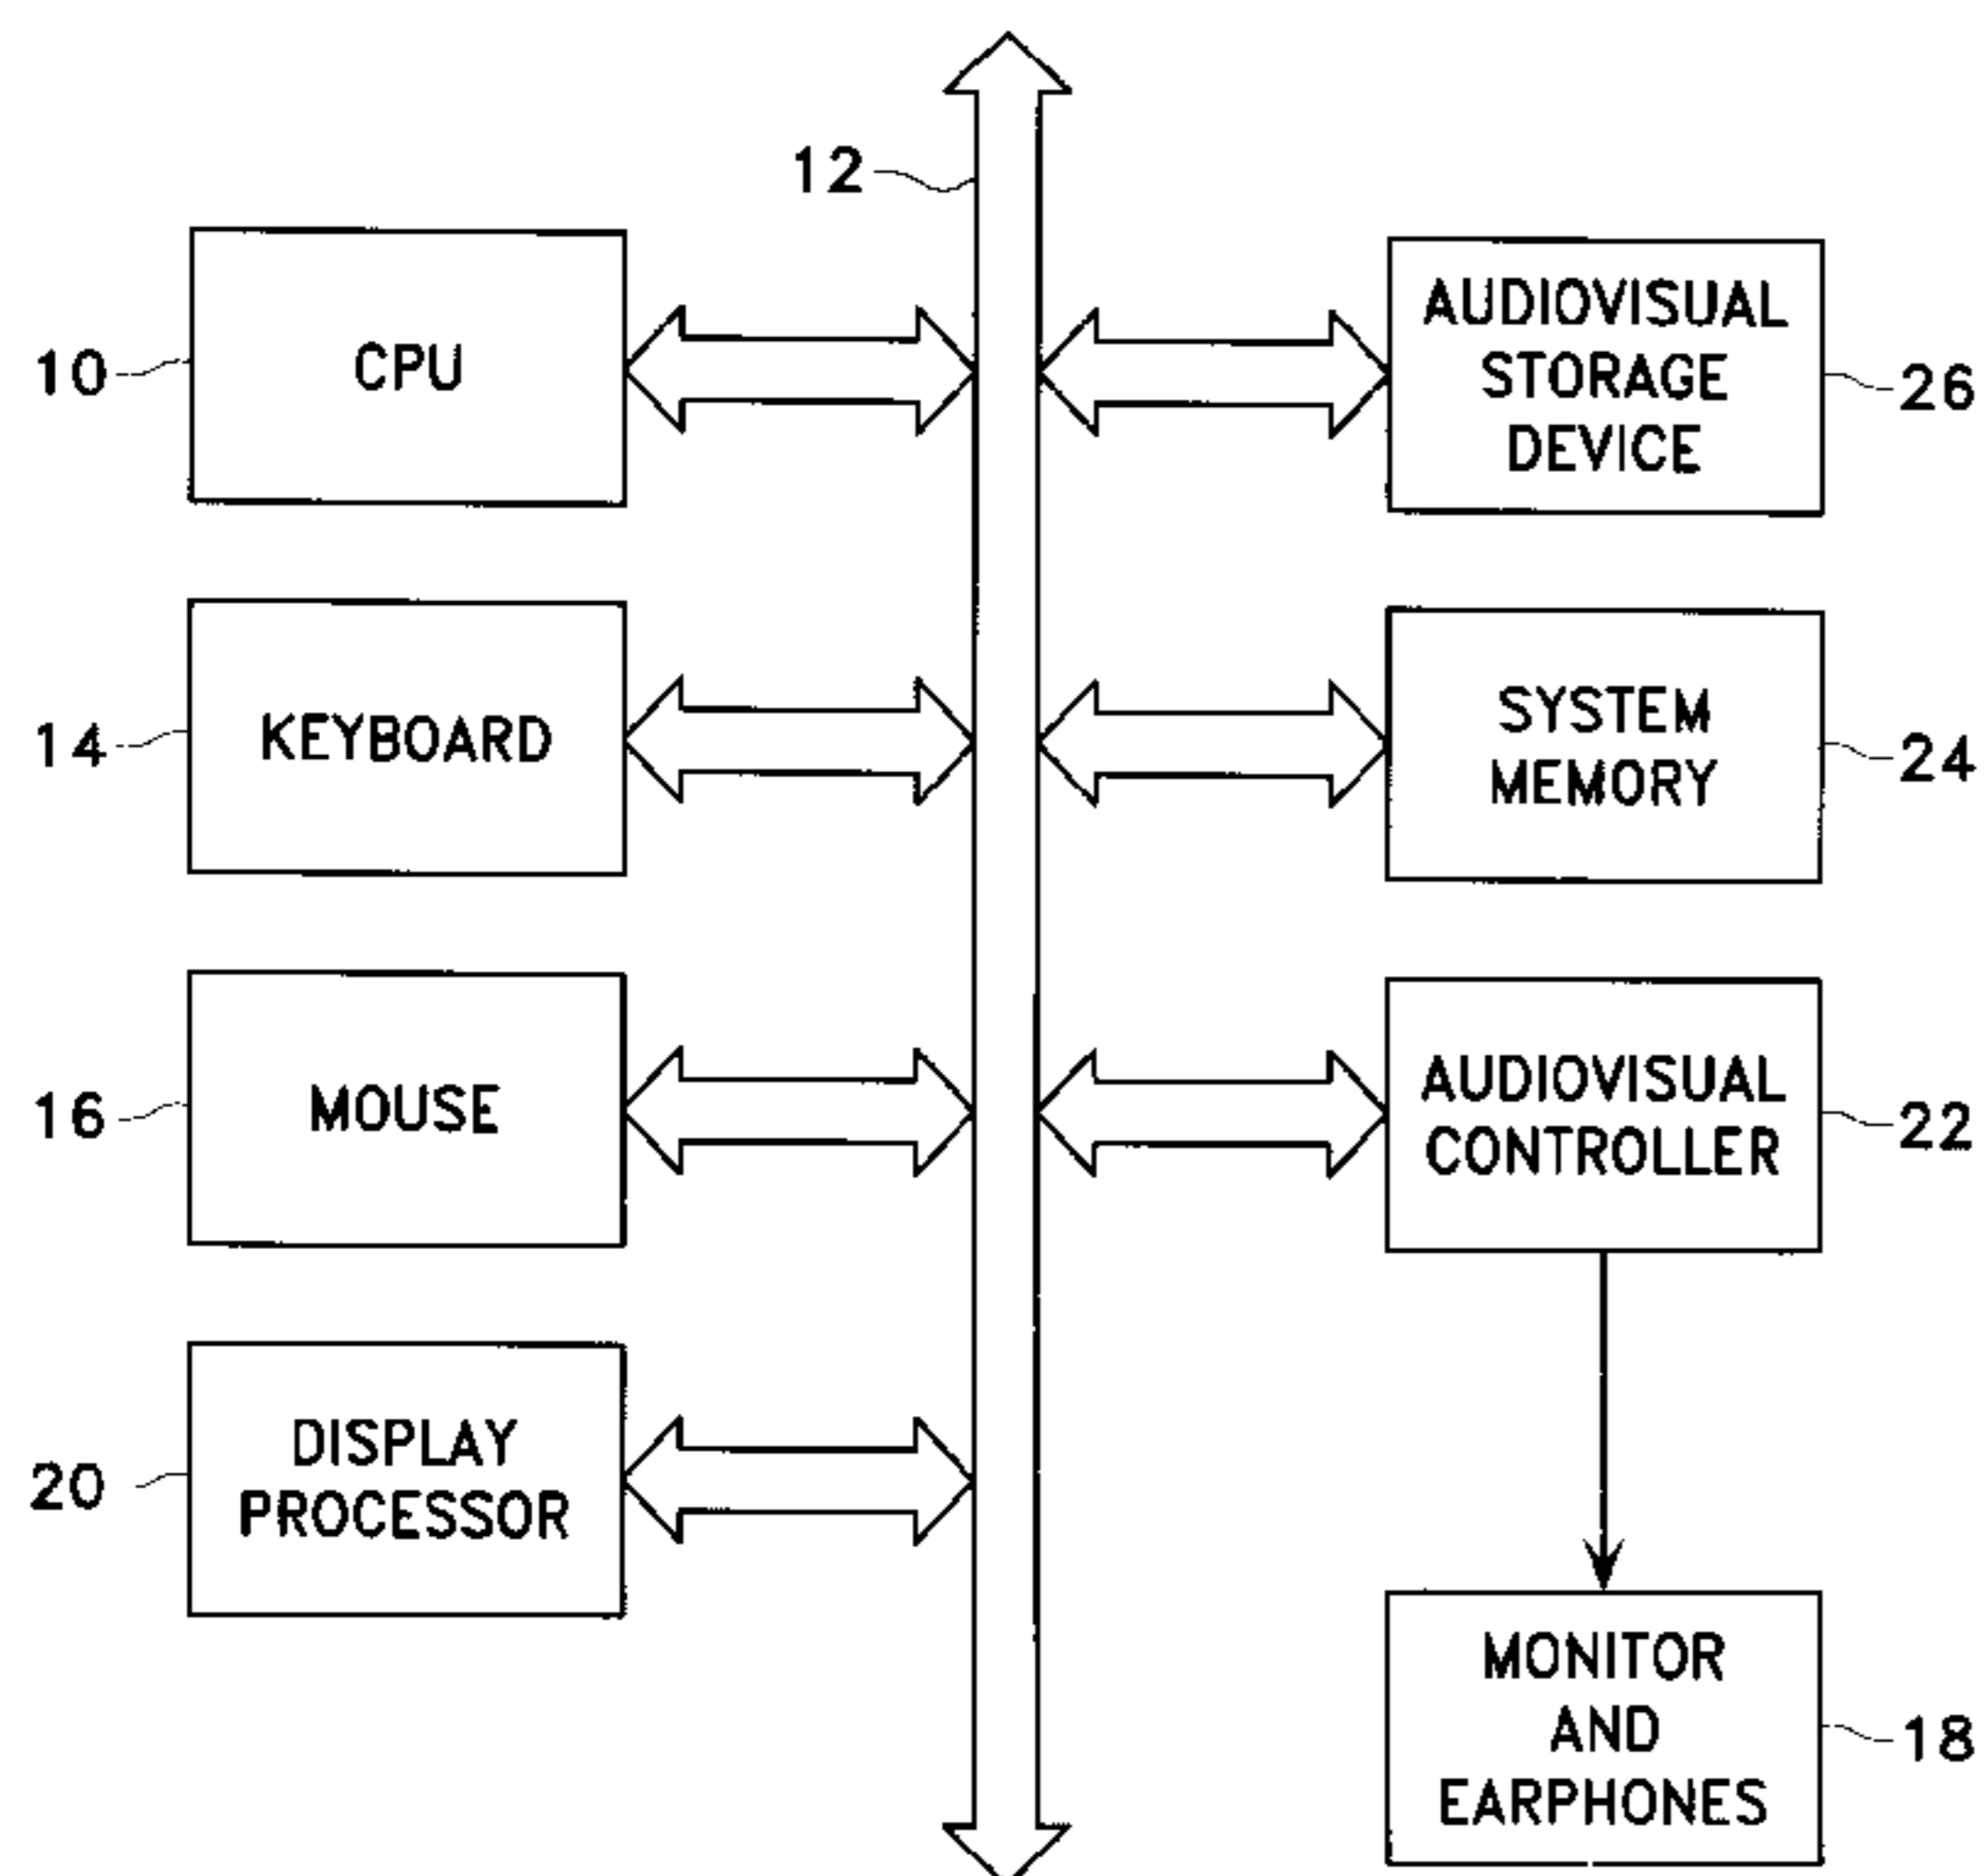 12
10
CPU
AUDIOVISUAL
STORAGE
DEVICE
26
14
KEYBOARD
SYSTEM
MEMORY
24
16
MOUSE
AUDIOVISUAL
CONTROLLER
22
20
DISPLAY
PROCESSOR
MONITOR
AND
EARPHONES
18